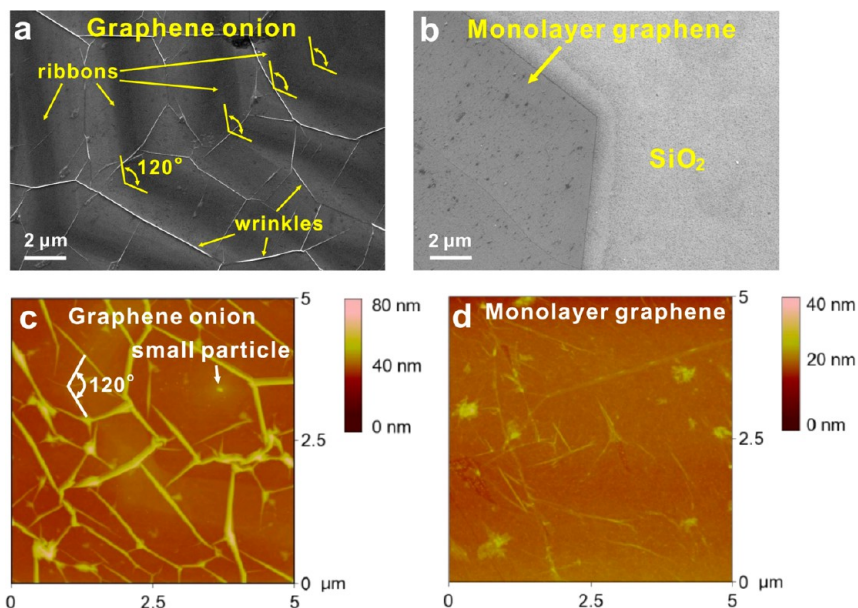 a
Graphene onion
ribbons
120°
wrinkles
2 μm
b
Monolayer graphene
SiO₂
2 μm
c
Graphene onion
small particle
120°
5
2.5
0
μm
0
2.5
5
80 nm
40 nm
0 nm
d
Monolayer graphene
5
2.5
0
μm
0
2.5
5
40 nm
20 nm
0 nm